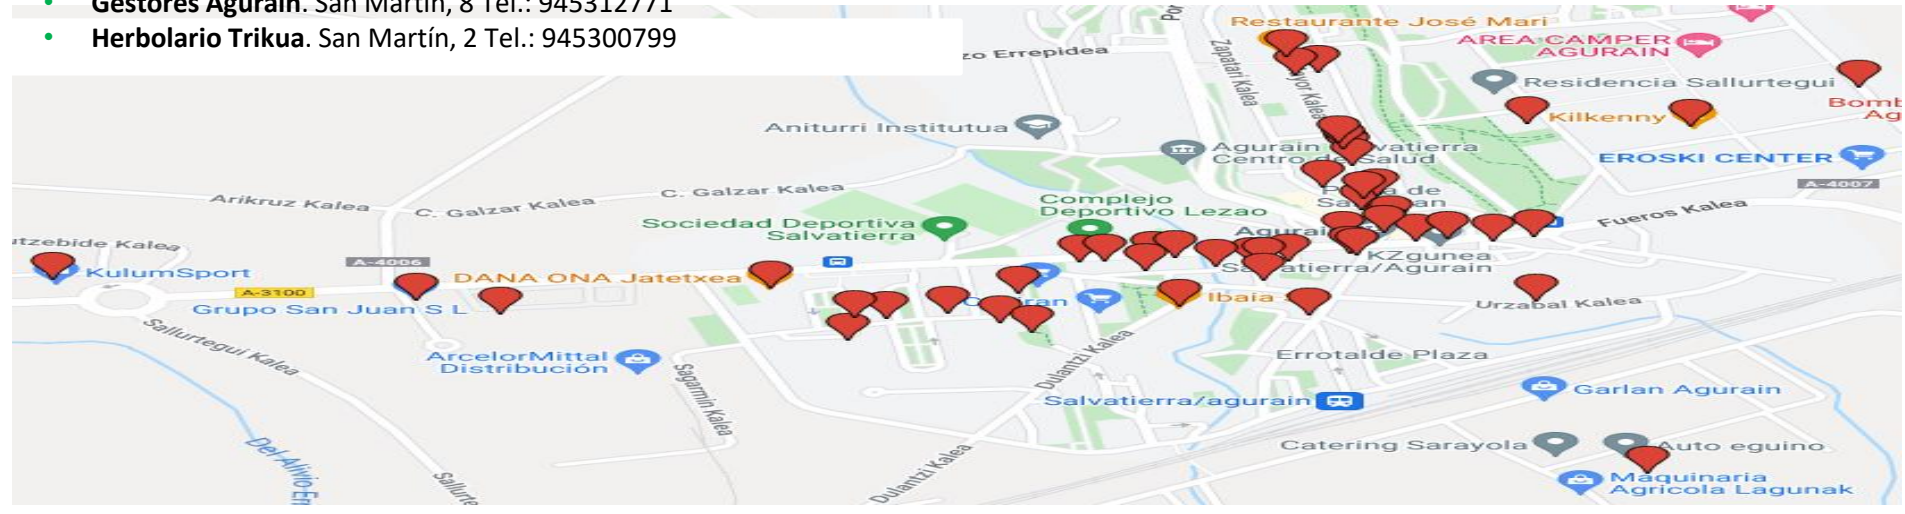 Gestores Agurain. San Martín, 8 Tel.: 945312771
• Herbolario Trikua. San Martín, 2 Tel.: 945300799
Restaurante José Mari
AREA CAMPER
AGURAIN
zo Errepidea
Zapatari Kalea
Residencia Sallurtegui
Kilkenny
Aniturri Institutua
Agurain
Centro de Salud
EROSKI CENTER
A-4007
Arikruz Kalea
C. Galzar Kalea
C. Galzar Kalea
Complejo
Deportivo Lezao
Sociedad Deportiva
Salvatierra
Fueros Kalea
KulumSport
A-4006
A-3100
DANA ONA Jatetxea
Grupo San Juan S L
KZgunea
Ibaia
Urzabal Kalea
Sallurtegui Kalea
ArcelorMittal
Distribución
Sagarmin Kalea
Dulantzi Kalea
Errotalde Plaza
Salvatierra/agurain
Garlan Agurain
Del Alivio
Dulantzi Kalea
Catering Sarayola
Auto eguino
Maquinaria
Agrícola Lagunak